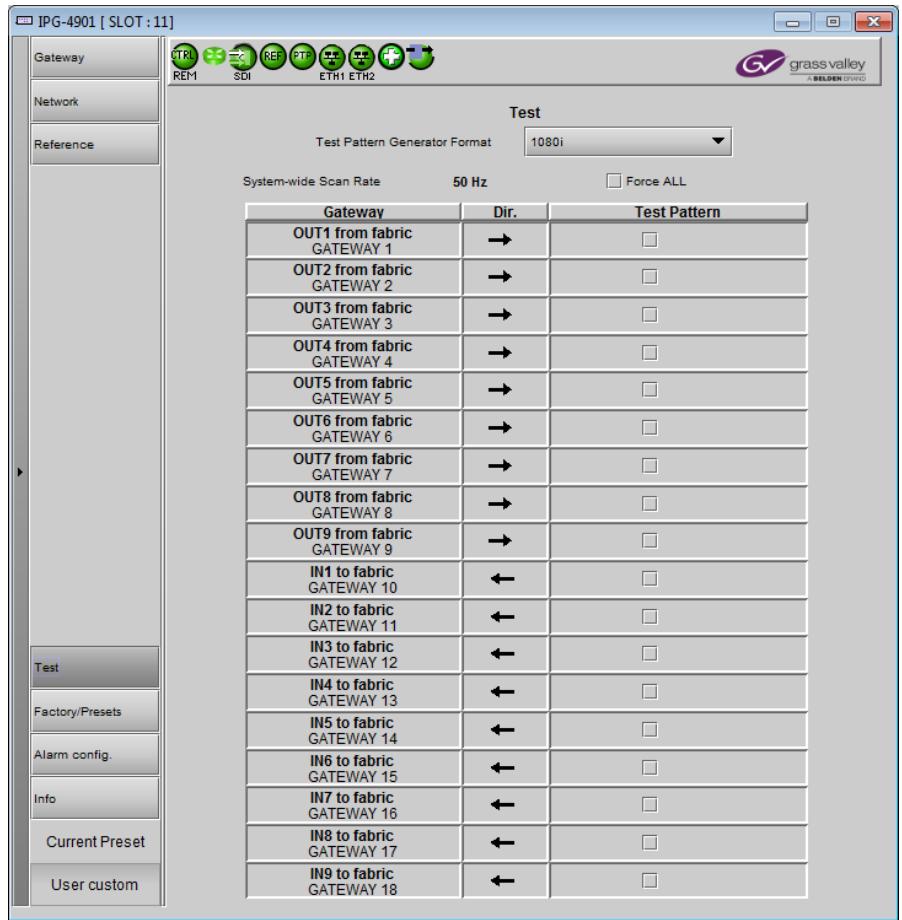 IPG-4901 [ SLOT : 11]
Gateway
Network
Reference
Test
Factory/Presets
Alarm config.
Info
Current Preset
User custom
CTRL
REF
PTP
REM
SDI
ETH1 ETH2
GV grass valley
A BELDEN BRAND
Test
Test Pattern Generator Format 1080i
System-wide Scan Rate 50 Hz Force ALL
Gateway Dir. Test Pattern
OUT1 from fabric
GATEWAY 1
OUT2 from fabric
GATEWAY 2
OUT3 from fabric
GATEWAY 3
OUT4 from fabric
GATEWAY 4
OUT5 from fabric
GATEWAY 5
OUT6 from fabric
GATEWAY 6
OUT7 from fabric
GATEWAY 7
OUT8 from fabric
GATEWAY 8
OUT9 from fabric
GATEWAY 9
IN1 to fabric
GATEWAY 10
IN2 to fabric
GATEWAY 11
IN3 to fabric
GATEWAY 12
IN4 to fabric
GATEWAY 13
IN5 to fabric
GATEWAY 14
IN6 to fabric
GATEWAY 15
IN7 to fabric
GATEWAY 16
IN8 to fabric
GATEWAY 17
IN9 to fabric
GATEWAY 18